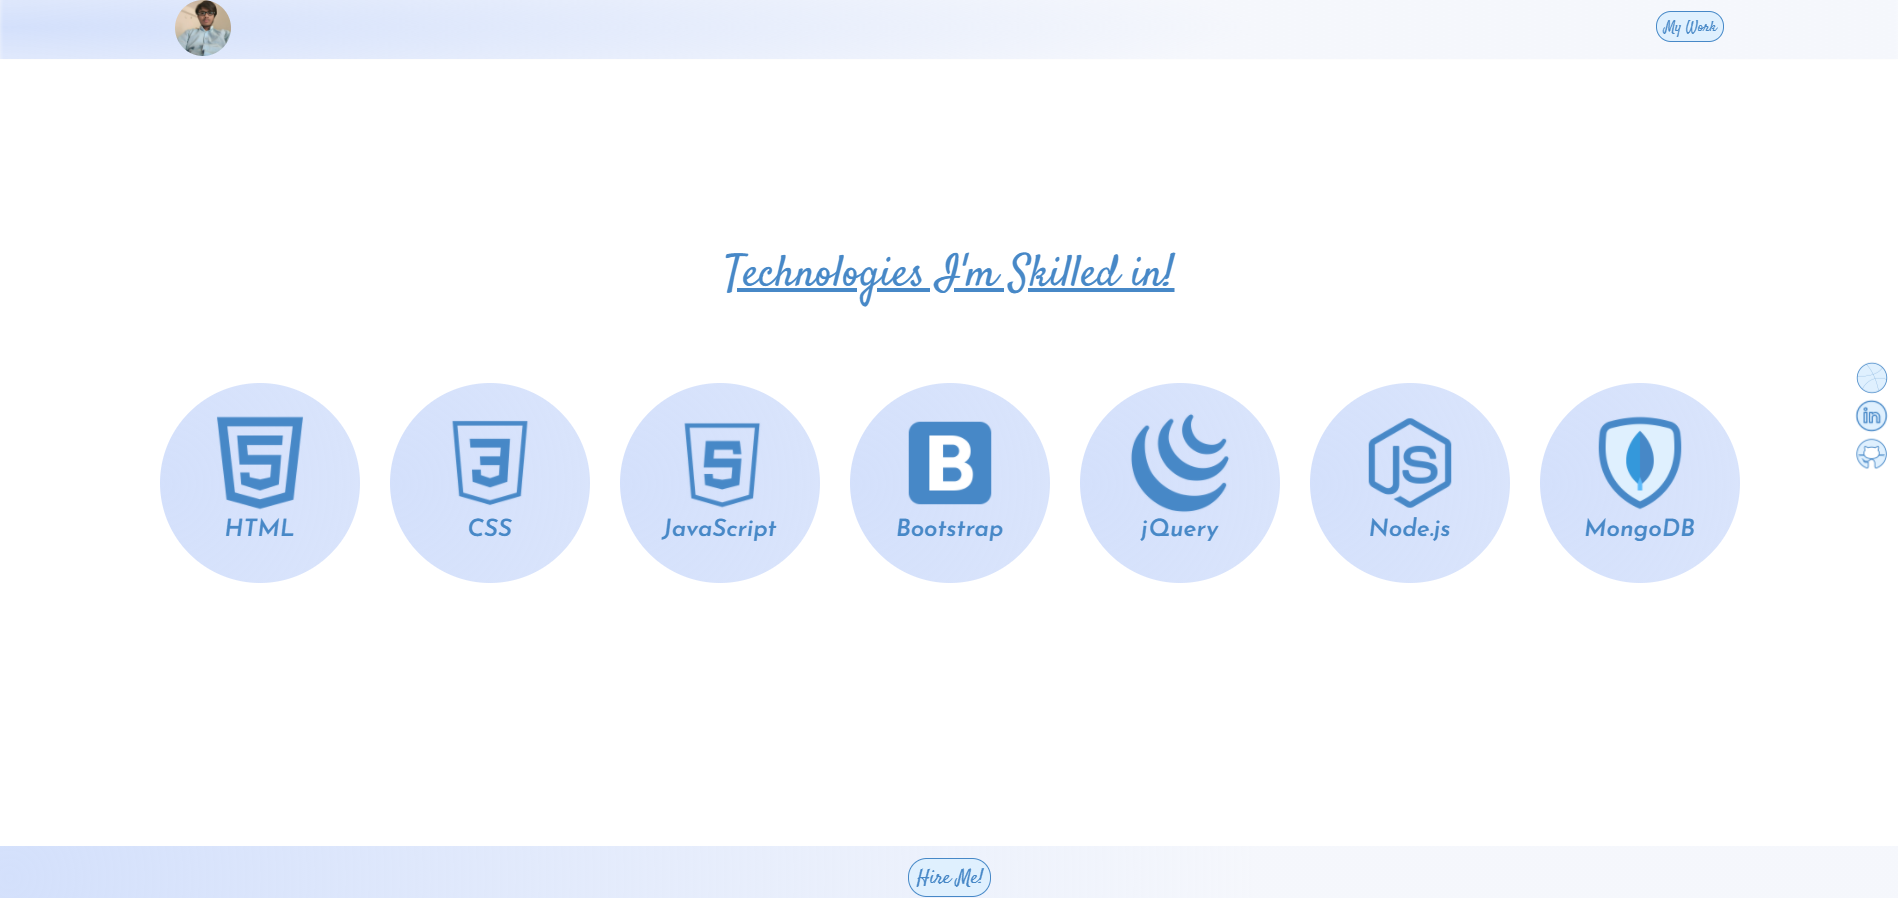 My Work
Technologies I'm Skilled in!
HTML
CSS
JavaScript
Bootstrap
jQuery
Node.js
MongoDB
Hire Me!